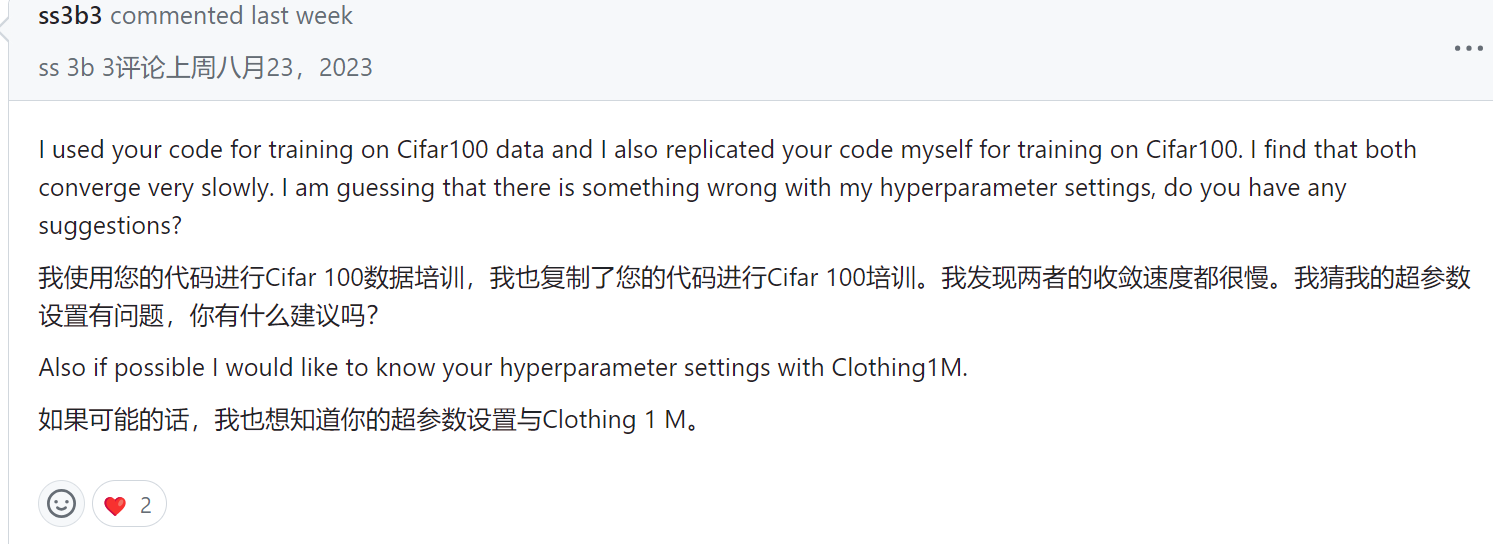 ss3b3 commented last week
ss 3b 3评论上周八月23，2023
I used your code for training on Cifar100 data and I also replicated your code myself for training on Cifar100. I find that both
converge very slowly. I am guessing that there is something wrong with my hyperparameter settings, do you have any
suggestions?
我使用您的代码进行Cifar 100数据培训，我也复制了您的代码进行Cifar 100培训。我发现两者的收敛速度都很慢。我猜我的超参数
设置有问题，你有什么建议吗？
Also if possible I would like to know your hyperparameter settings with Clothing1M.
如果可能的话，我也想知道你的超参数设置与Clothing 1 M。
2